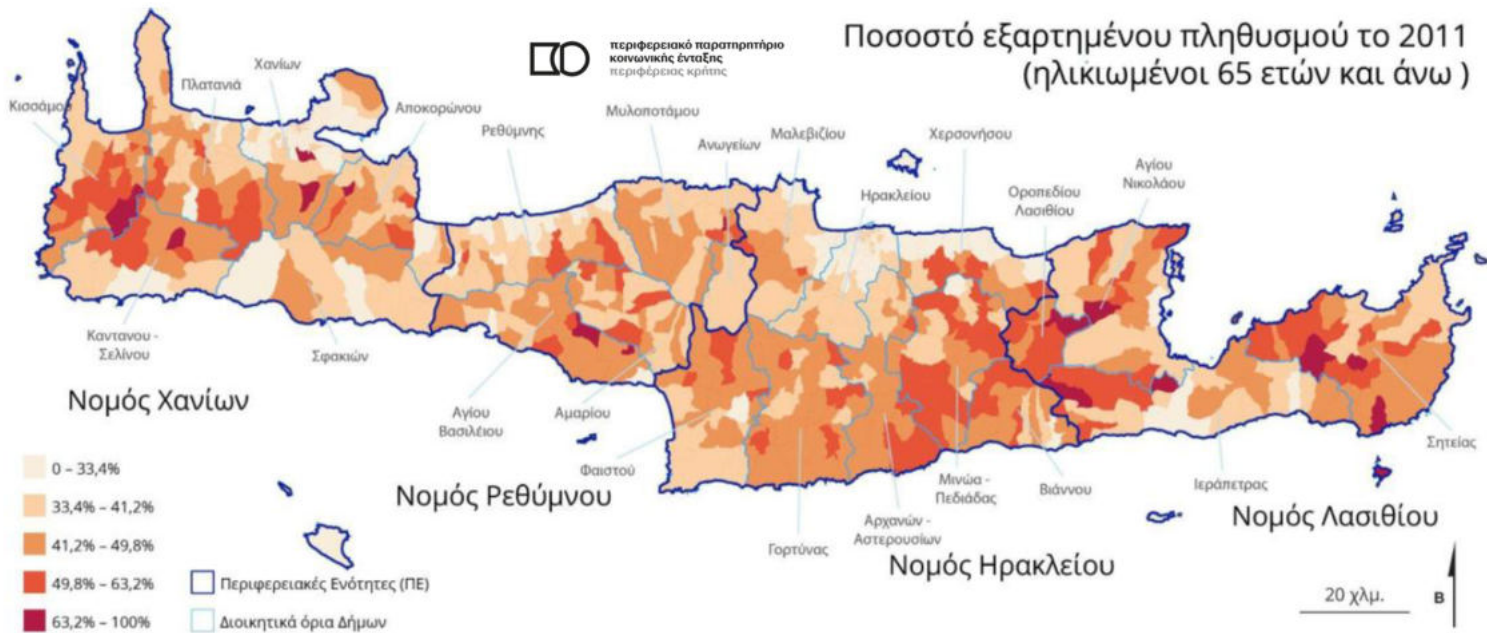 Ποσοστό εξαρτημένου πληθυσμού το 2011
(ηλικιωμένοι 65 ετών και άνω )
περιφερειακό παρατηρητήριο
κοινωνικής ένταξης
περιφέρειας κρήτης
Κισσάμου
Πλατανιά
Χανίων
Αποκορώνου
Ρεθύμνης
Μυλοποτάμου
Ανωγείων
Μαλεβιζίου
Ηρακλείου
Χερσονήσου
Οροπεδίου
Λασιθίου
Αγίου
Νικολάου
Καντανου -
Σελίνου
Σφακιών
Αγίου
Βασιλείου
Αμαρίου
Φαιστού
Γορτύνας
Αρχανών -
Αστερουσίων
Μινώα -
Πεδιάδας
Βιάννου
Ιεράπετρας
Σητείας
Νομός Χανίων
Νομός Ρεθύμνου
Νομός Ηρακλείου
Νομός Λασιθίου
0 – 33,4%
33,4% – 41,2%
41,2% – 49,8%
49,8% – 63,2%
63,2% – 100%
Περιφερειακές Ενότητες (ΠΕ)
Διοικητικά όρια Δήμων
20 χλμ.
Β